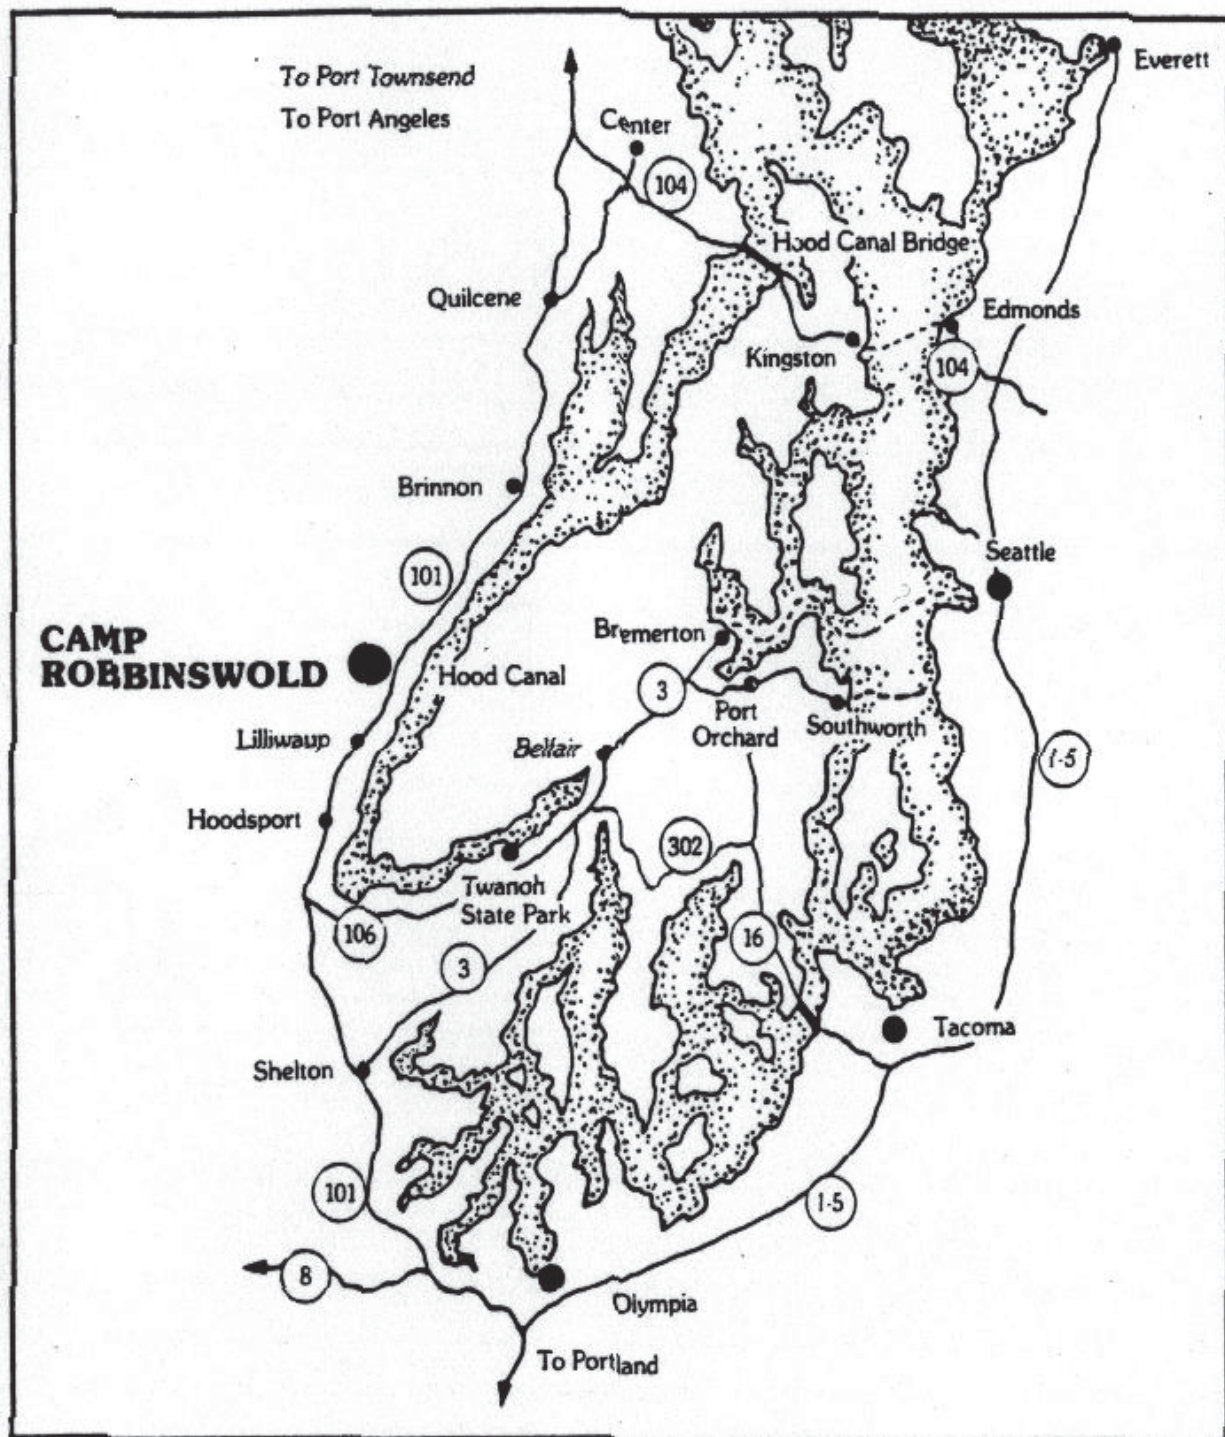 Everett
To Port Townsend
To Port Angeles
Center
104
Hood Canal Bridge
Quilcene
Edmonds
Kingston
104
Brinnon
Seattle
101
Bremerton
CAMP
ROBBINSWOLD
Hood Canal
3
Port
Orchard
Southworth
Lilliwaup
Belfair
I-5
Hoodsport
302
Twanoh
State Park
106
16
3
Tacoma
Shelton
101
I-5
8
Olympia
To Portland